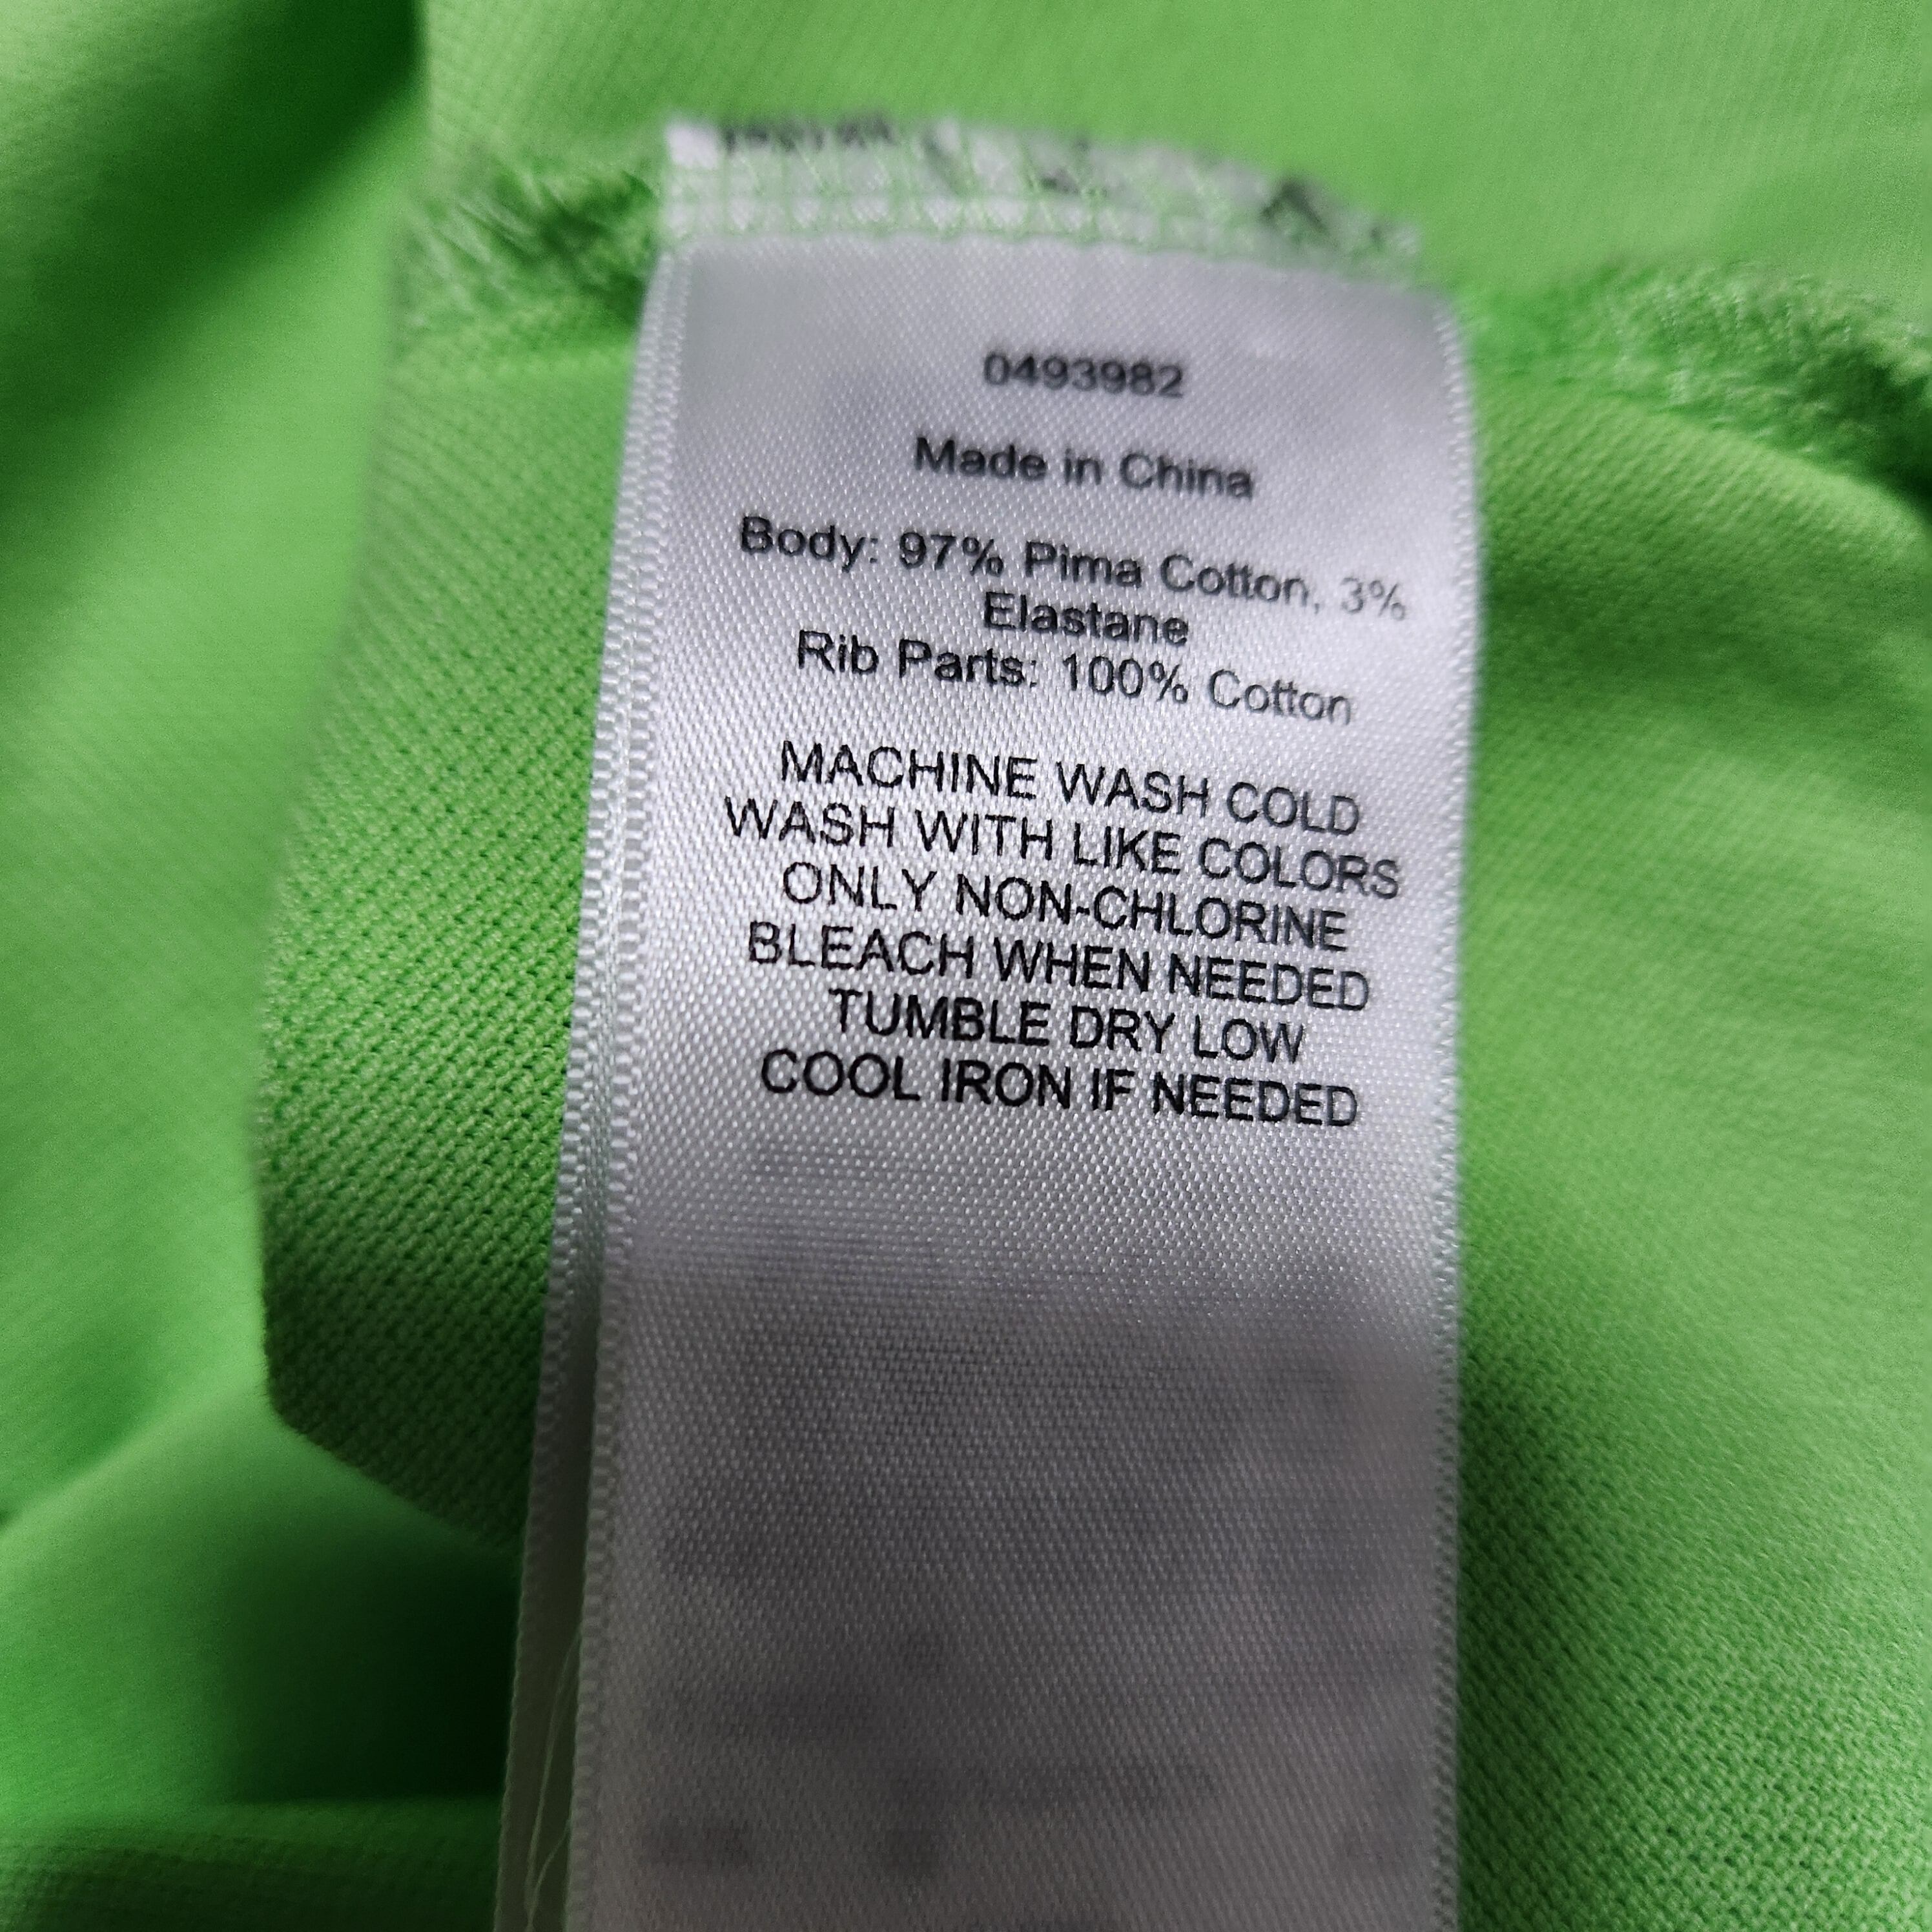 0493982
Made in China
Body: 97% Pima Cotton, 3%
Elastane
Rib Parts: 100% Cotton
MACHINE WASH COLD
WASH WITH LIKE COLORS
ONLY NON-CHLORINE
BLEACH WHEN NEEDED
TUMBLE DRY LOW
COOL IRON IF NEEDED